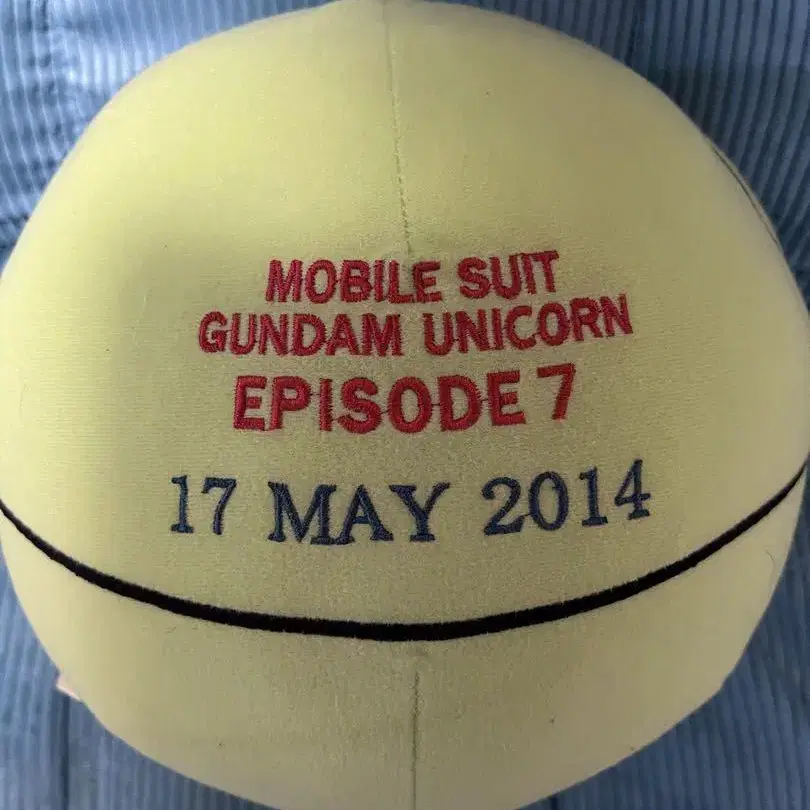 MOBILE SUIT
GUNDAM UNICORN
EPISODE 7
17 MAY 2014